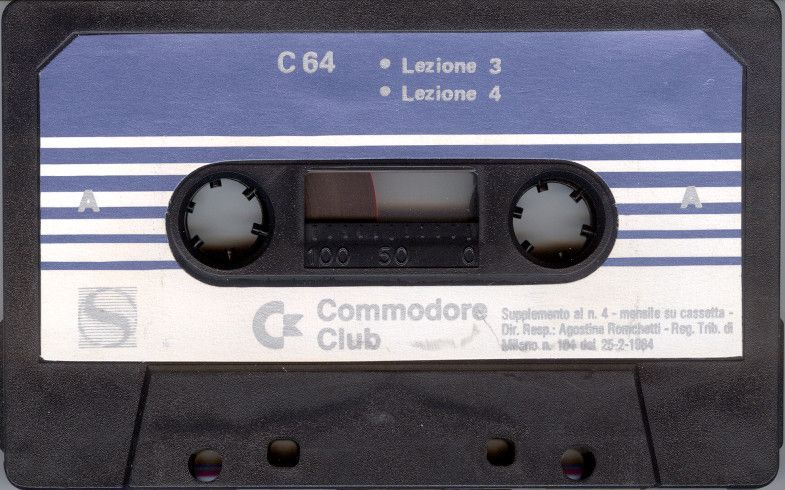 C 64 • Lezione 3
• Lezione 4
A A
100 50 0
S
Commodore
Club
Supplemento al n. 4 - mensile su cassetta -
Dir. Resp.: Agostina Ronchetti - Reg. Trib. di
Milano n. 104 del 25-2-1984